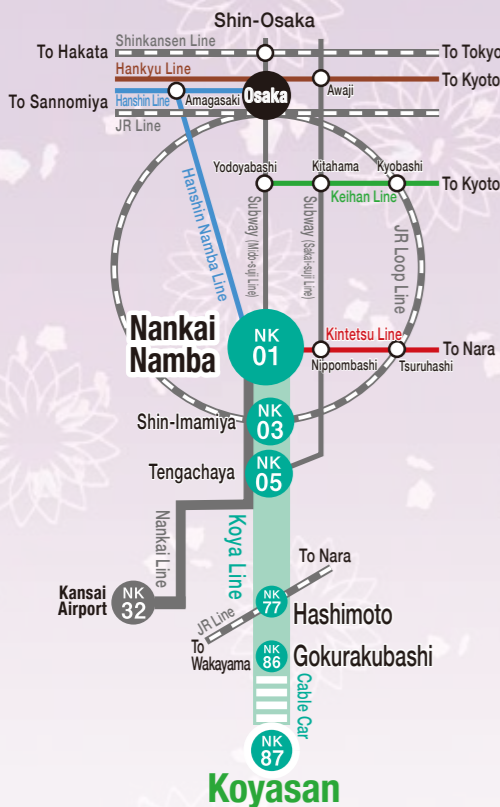 Shin-Osaka
Shinkansen Line
To Hakata
To Tokyo
Hankyu Line
To Kyoto
Hanshin Line
Amagasaki
Osaka
Awaji
To Sannomiya
JR Line
Yodoyabashi
Kitahama
Kyobashi
To Kyoto
Keihan Line
Hanshin Namba Line
Subway (Mido-suji Line)
Subway (Sakai-suji Line)
JR Loop Line
Nankai
Namba
NK
01
Kintetsu Line
To Nara
Nippombashi
Tsuruhashi
Shin-Imamiya
NK
03
Tengachaya
NK
05
Nankai Line
Koya Line
To Nara
Kansai
Airport
NK
32
JR Line
NK
77
Hashimoto
To
Wakayama
NK
86
Gokurakubashi
Cable Car
NK
87
Koyasan